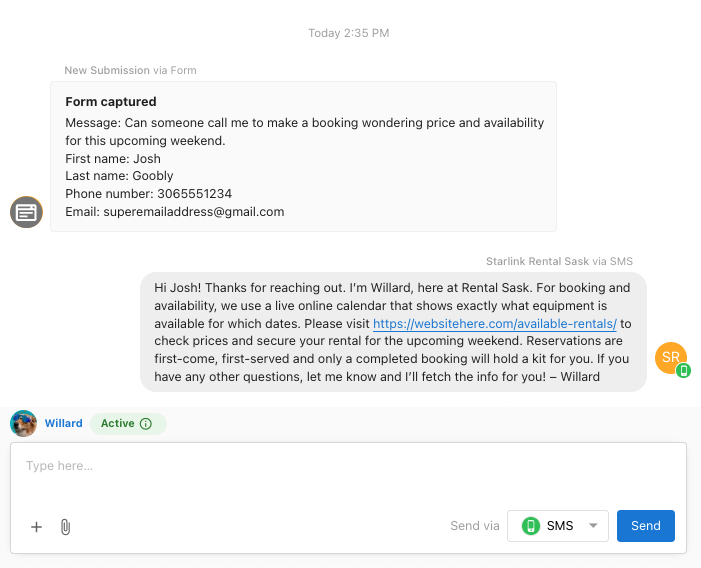 Today 2:35 PM
New Submission via Form
Form captured
Message: Can someone call me to make a booking wondering price and availability
for this upcoming weekend.
First name: Josh
Last name: Goobly
Phone number: 3065551234
Email: superemailaddress@gmail.com
Starlink Rental Sask via SMS
Hi Josh! Thanks for reaching out. I’m Willard, here at Rental Sask. For booking and
availability, we use a live online calendar that shows exactly what equipment is
available for which dates. Please visit https://websitehere.com/available-rentals/ to
check prices and secure your rental for the upcoming weekend. Reservations are
first-come, first-served and only a completed booking will hold a kit for you. If you
have any other questions, let me know and I’ll fetch the info for you! – Willard
SR
Willard Active
Type here...
Send via SMS Send